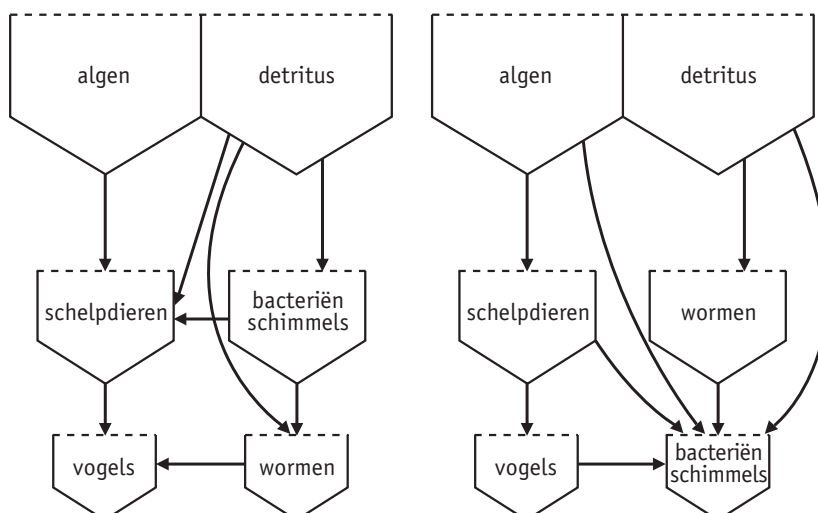 algen
detritus
schelpdieren
bacteriën
schimmels
vogels
wormen
algen
detritus
schelpdieren
wormen
vogels
bacteriën
schimmels